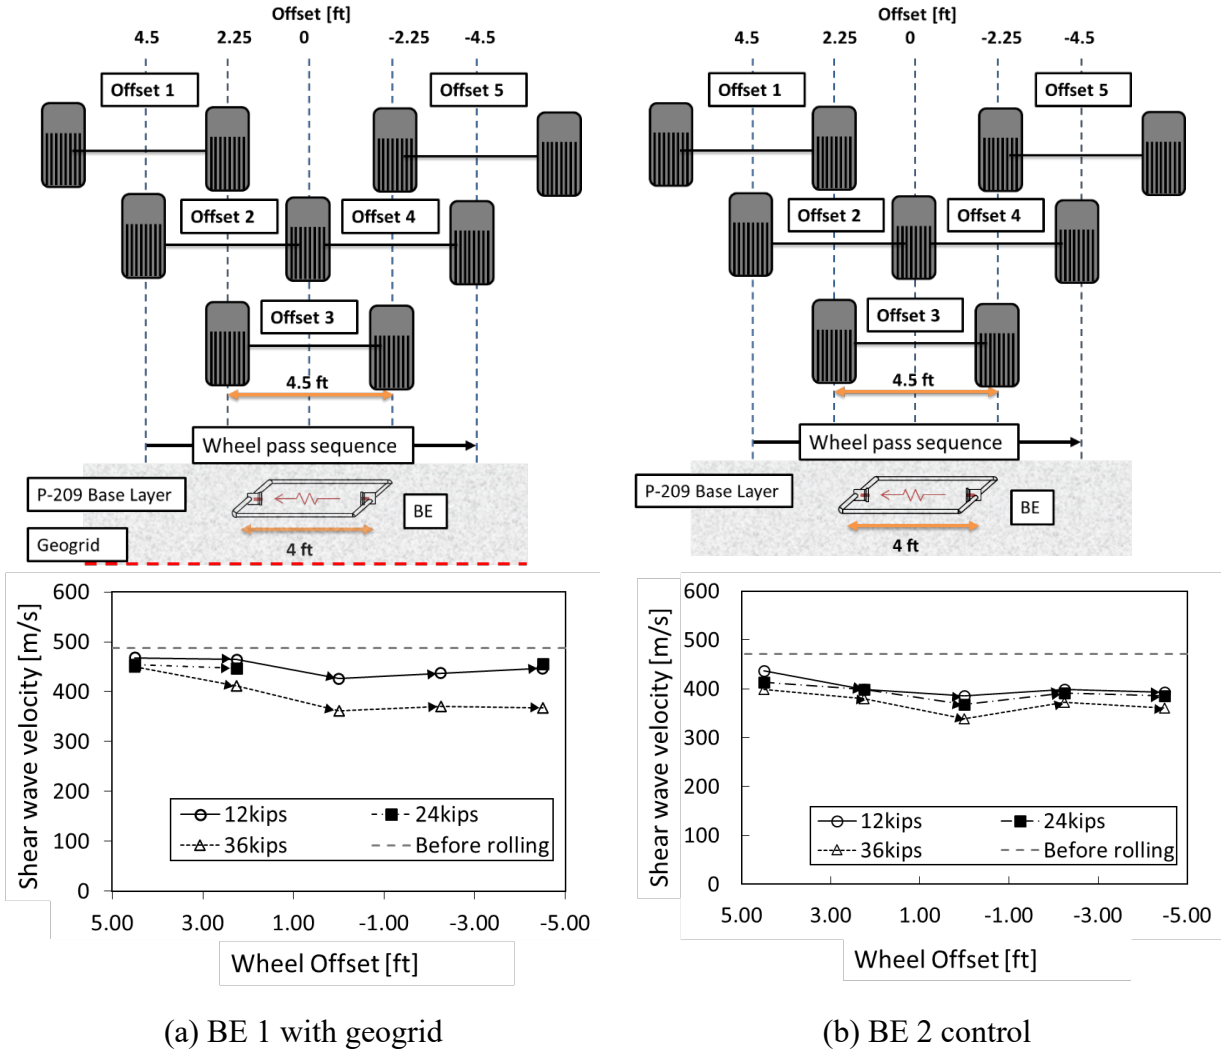 Offset [ft]
4.5 2.25 0 -2.25 -4.5
Offset 1
Offset 5
Offset 2
Offset 4
Offset 3
4.5 ft
Wheel pass sequence
P-209 Base Layer
BE
Geogrid
4 ft
Shear wave velocity [m/s]
600
500
400
300
200
100
0
12kips
24kips
36kips
Before rolling
5.00 3.00 1.00 -1.00 -3.00 -5.00
Wheel Offset [ft]
(a) BE 1 with geogrid
Offset [ft]
4.5 2.25 0 -2.25 -4.5
Offset 1
Offset 5
Offset 2
Offset 4
Offset 3
4.5 ft
Wheel pass sequence
P-209 Base Layer
BE
4 ft
Shear wave velocity [m/s]
600
500
400
300
200
100
0
12kips
24kips
36kips
Before rolling
5.00 3.00 1.00 -1.00 -3.00 -5.00
Wheel Offset [ft]
(b) BE 2 control